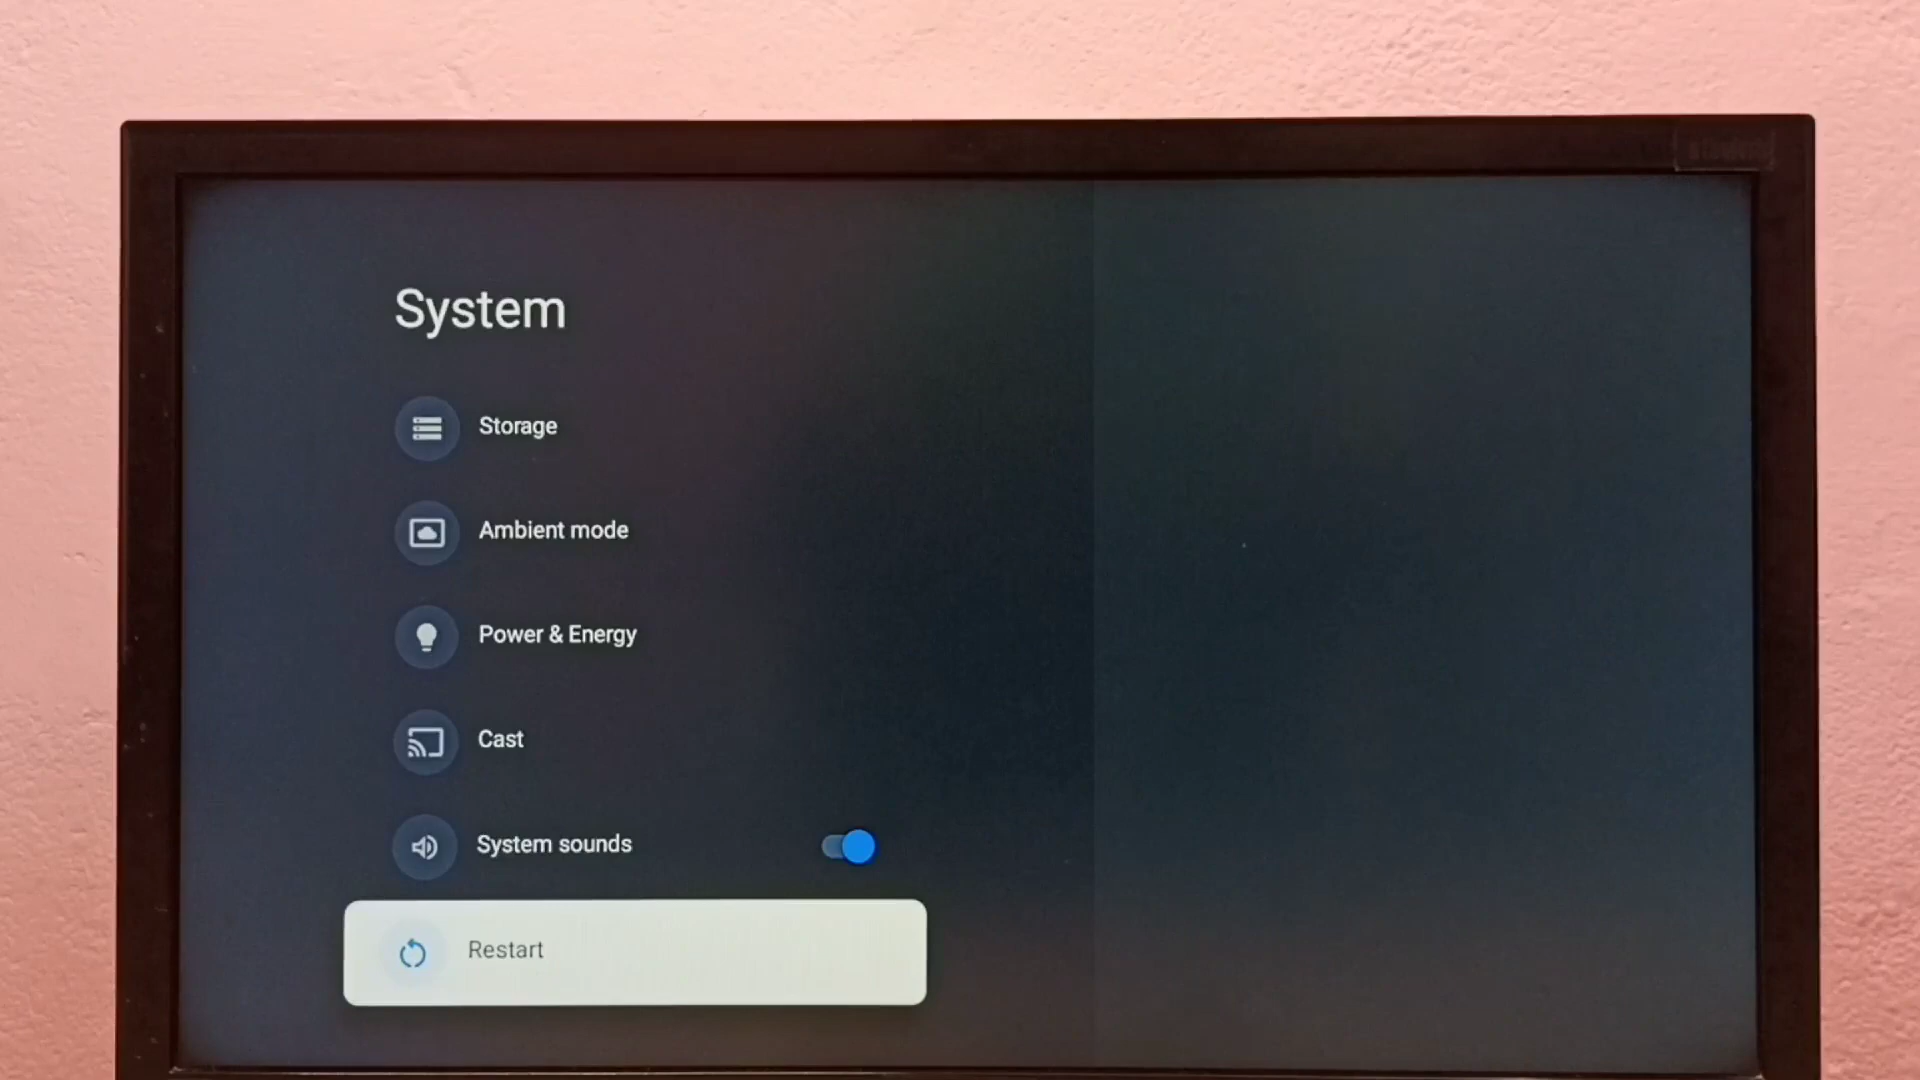 System
Storage
Ambient mode
Power & Energy
Cast
System sounds
Restart